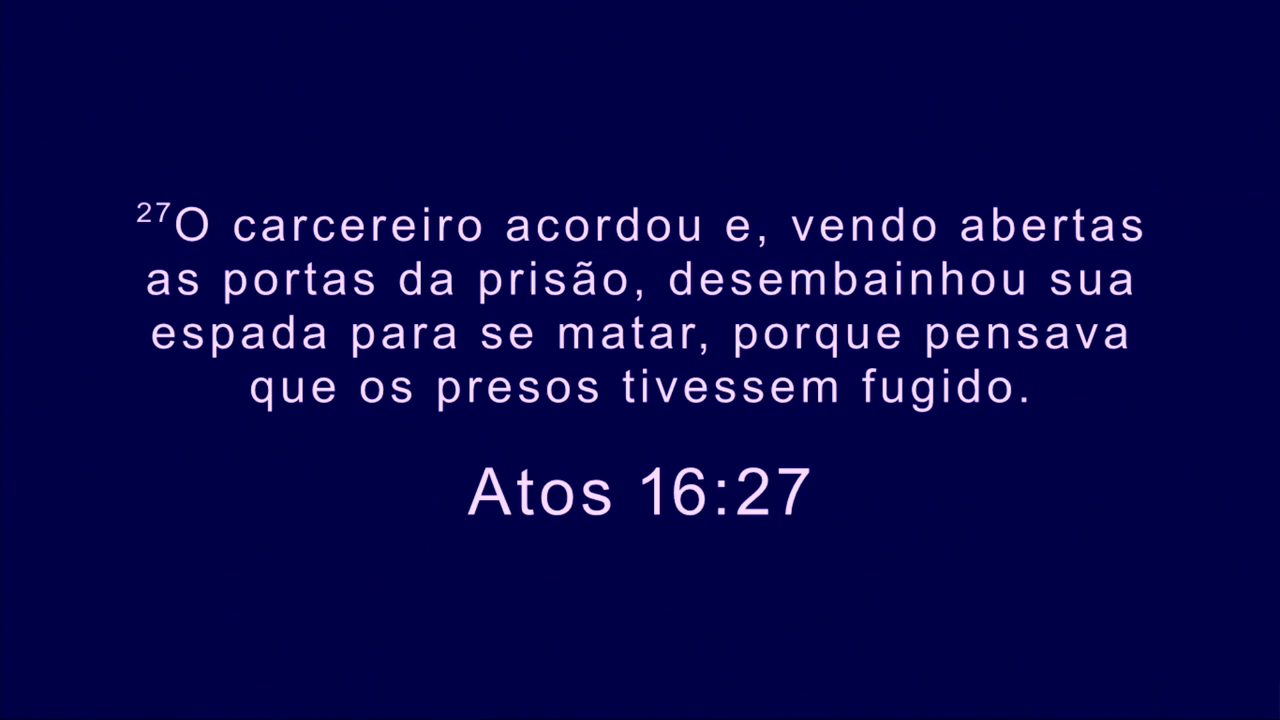 ²⁷O carcereiro acordou e, vendo abertas
as portas da prisão, desembainhou sua
espada para se matar, porque pensava
que os presos tivessem fugido.
Atos 16:27